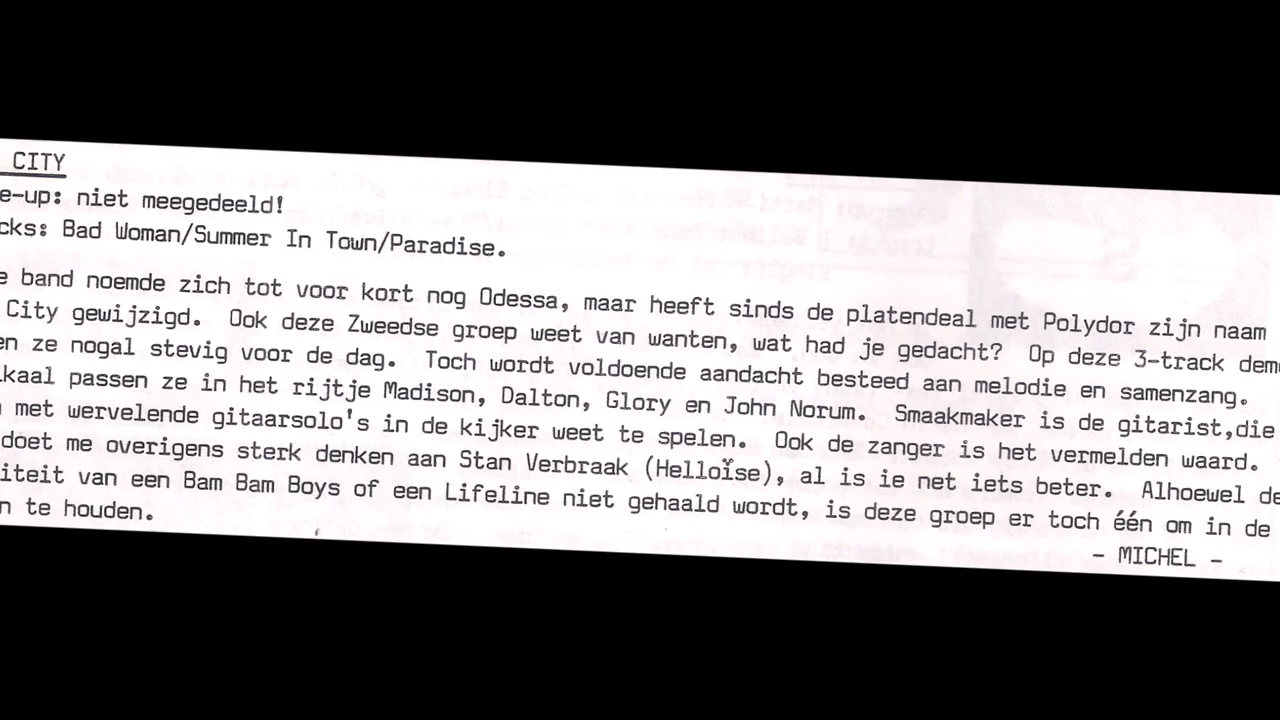 CITY
e-up: niet meegedeeld!
cks: Bad Woman/Summer In Town/Paradise.
e band noemde zich tot voor kort nog Odessa, maar heeft sinds de platendeal met Polydor zijn naam
City gewijzigd. Ook deze Zweedse groep weet van wanten, wat had je gedacht? Op deze 3-track dem
en ze nogal stevig voor de dag. Toch wordt voldoende aandacht besteed aan melodie en samenzang.
kaal passen ze in het rijtje Madison, Dalton, Glory en John Norum. Smaakmaker is de gitarist,die
met wervelende gitaarsolo's in de kijker weet te spelen. Ook de zanger is het vermelden waard.
doet me overigens sterk denken aan Stan Verbraak (Helloïse), al is ie net iets beter. Alhoewel de
iteit van een Bam Bam Boys of een Lifeline niet gehaald wordt, is deze groep er toch één om in de
n te houden.
- MICHEL -